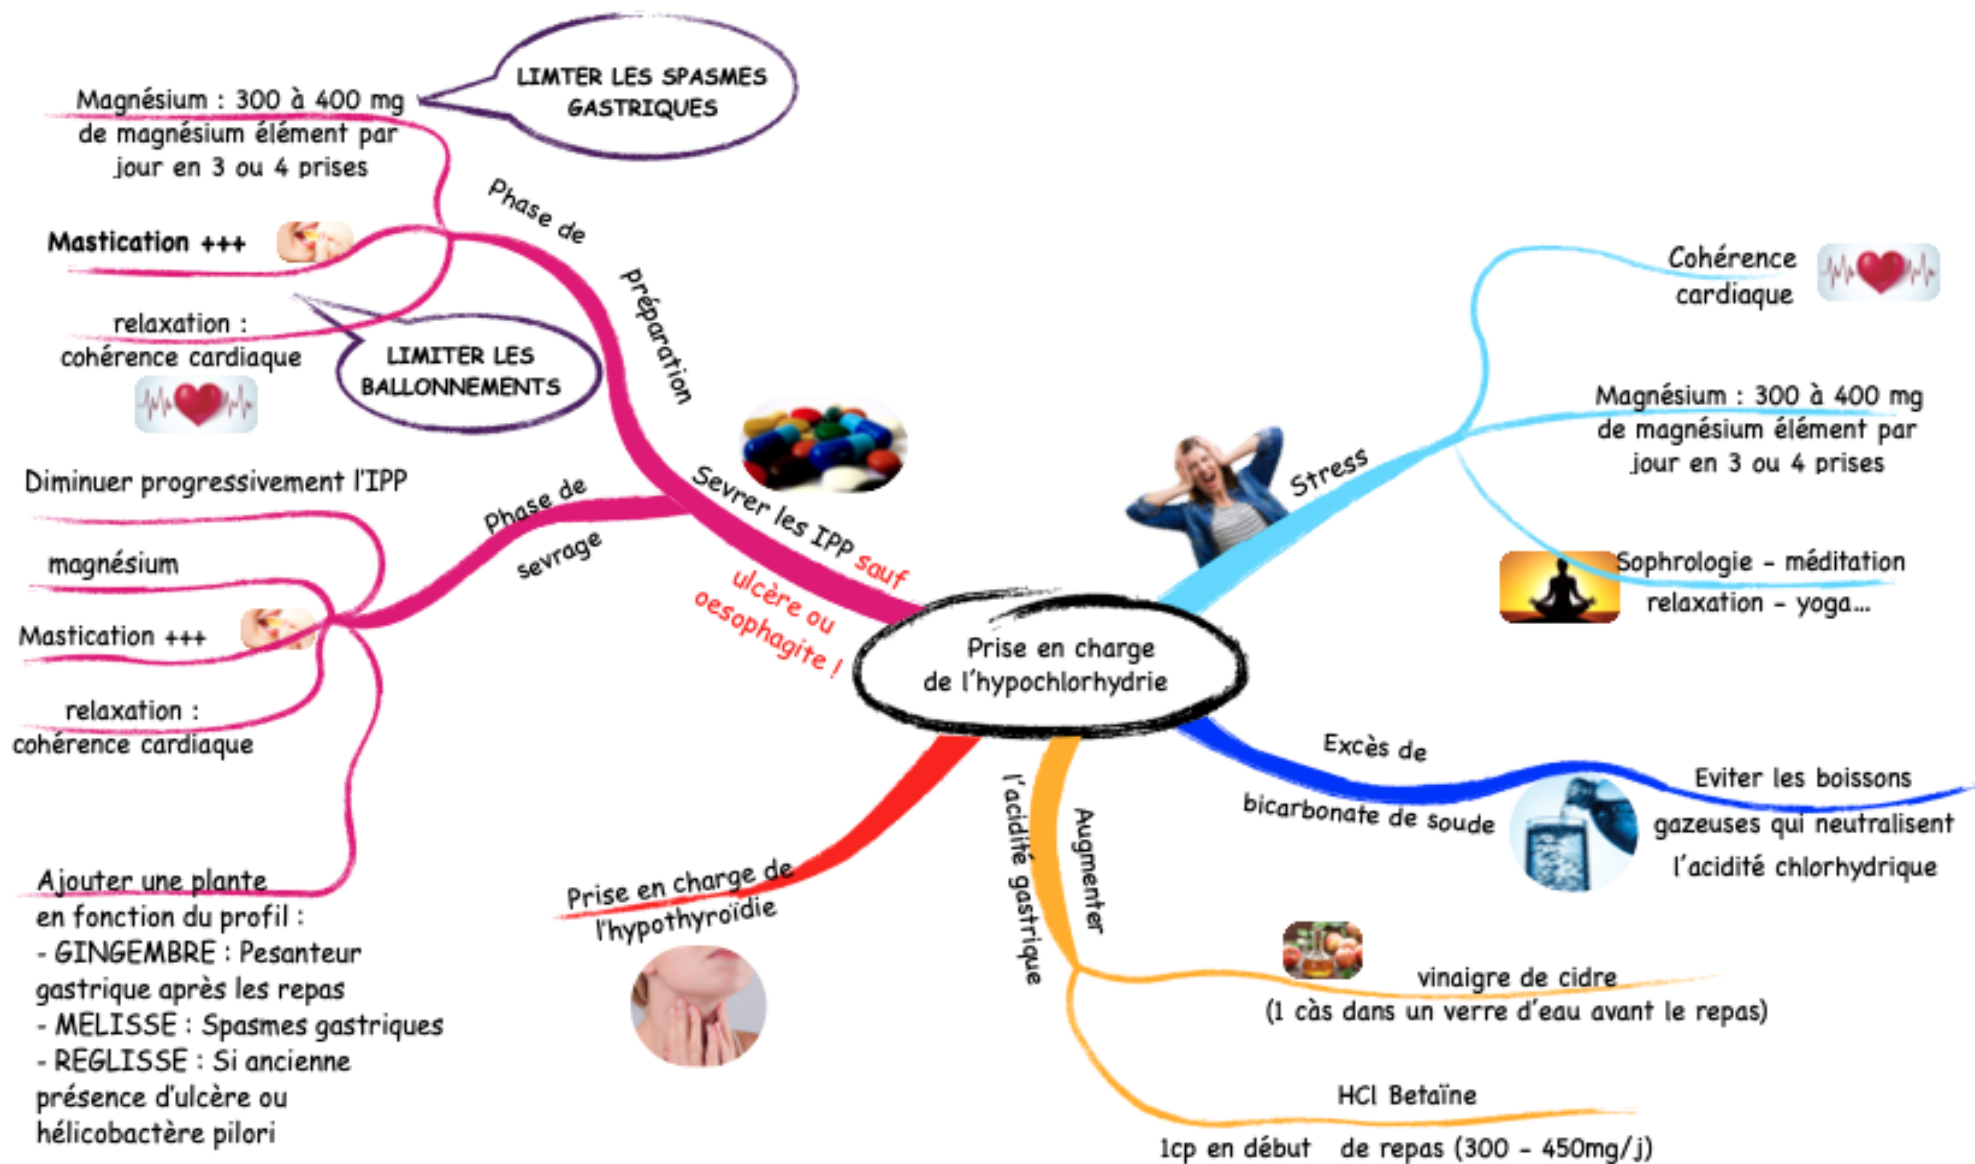 LIMTER LES SPASMES
GASTRIQUES
Magnésium : 300 à 400 mg
de magnésium élément par
jour en 3 ou 4 prises
Mastication +++
relaxation :
cohérence cardiaque
LIMITER LES
BALLONNEMENTS
Phase de
préparation
Diminuer progressivement l'IPP
magnésium
Mastication +++
relaxation :
cohérence cardiaque
Ajouter une plante
en fonction du profil :
- GINGEMBRE : Pesanteur
gastrique après les repas
- MELISSE : Spasmes gastriques
- REGLISSE : Si ancienne
présence d'ulcère ou
hélicobactère pilori
Phase de
sevrage
Sevrer les IPP sauf
ulcère ou
oesophagite !
Prise en charge
de l'hypochlorhydrie
Stress
Cohérence
cardiaque
Magnésium : 300 à 400 mg
de magnésium élément par
jour en 3 ou 4 prises
Sophrologie - méditation
relaxation - yoga...
Excès de
bicarbonate de soude
Eviter les boissons
gazeuses qui neutralisent
l'acidité chlorhydrique
Augmenter
l'acidité gastrique
vinaigre de cidre
(1 càs dans un verre d'eau avant le repas)
HCl Betaïne
1cp en début de repas (300 - 450mg/j)
Prise en charge de
l'hypothyroïdie